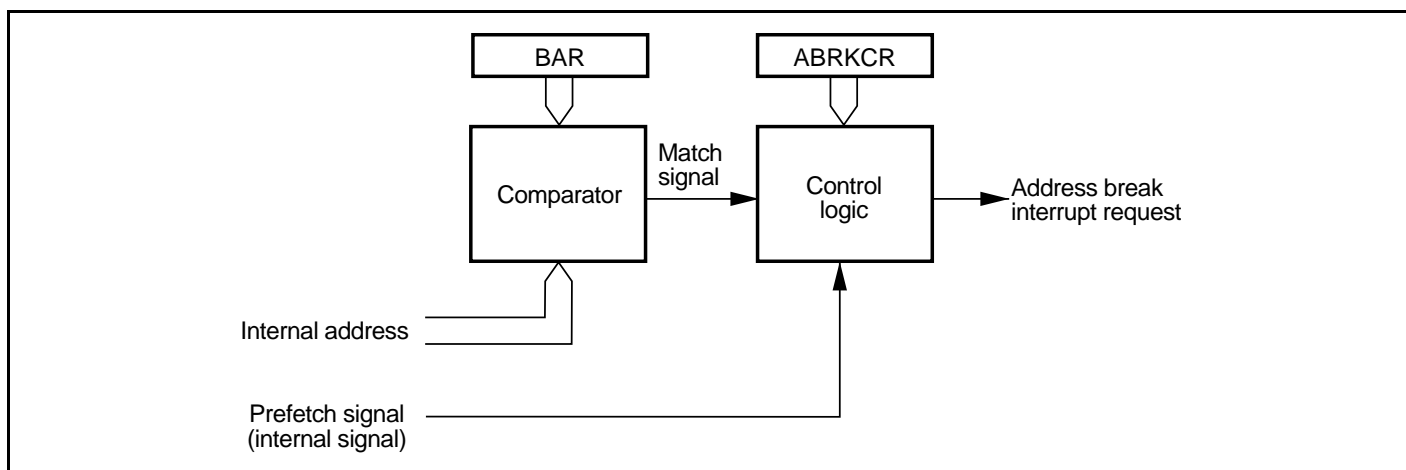 BAR
ABRKCR
Comparator
Match
signal
Control
logic
Address break
interrupt request
Internal address
Prefetch signal
(internal signal)